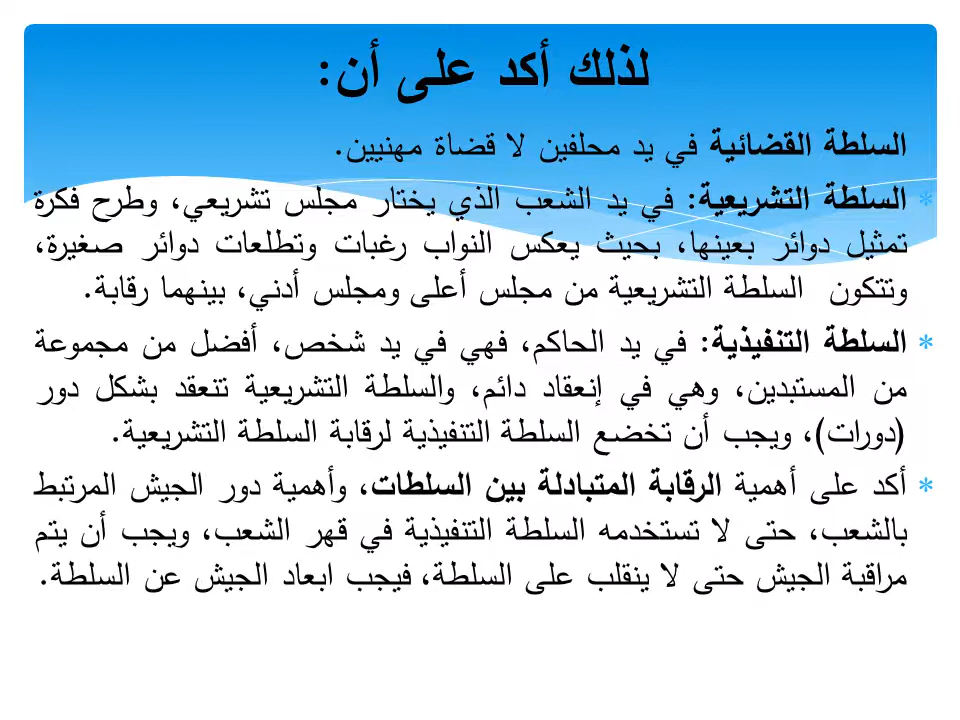 لذلك أكد على أن:
السلطة القضائية في يد محلفين لا قضاة مهنيين.
* السلطة التشريعية: في يد الشعب الذي يختار مجلس تشريعي، وطرح فكرة
تمثيل دوائر بعينها، بحيث يعكس النواب رغبات وتطلعات دوائر صغيرة،
وتتكون السلطة التشريعية من مجلس أعلى ومجلس أدني، بينهما رقابة.
* السلطة التنفيذية: في يد الحاكم، فهي في يد شخص، أفضل من مجموعة
من المستبدين، وهي في إنعقاد دائم، والسلطة التشريعية تنعقد بشكل دور
(دورات)، ويجب أن تخضع السلطة التنفيذية لرقابة السلطة التشريعية.
* أكد على أهمية الرقابة المتبادلة بين السلطات، وأهمية دور الجيش المرتبط
بالشعب، حتى لا تستخدمه السلطة التنفيذية في قهر الشعب، ويجب أن يتم
مراقبة الجيش حتى لا ينقلب على السلطة، فيجب ابعاد الجيش عن السلطة.